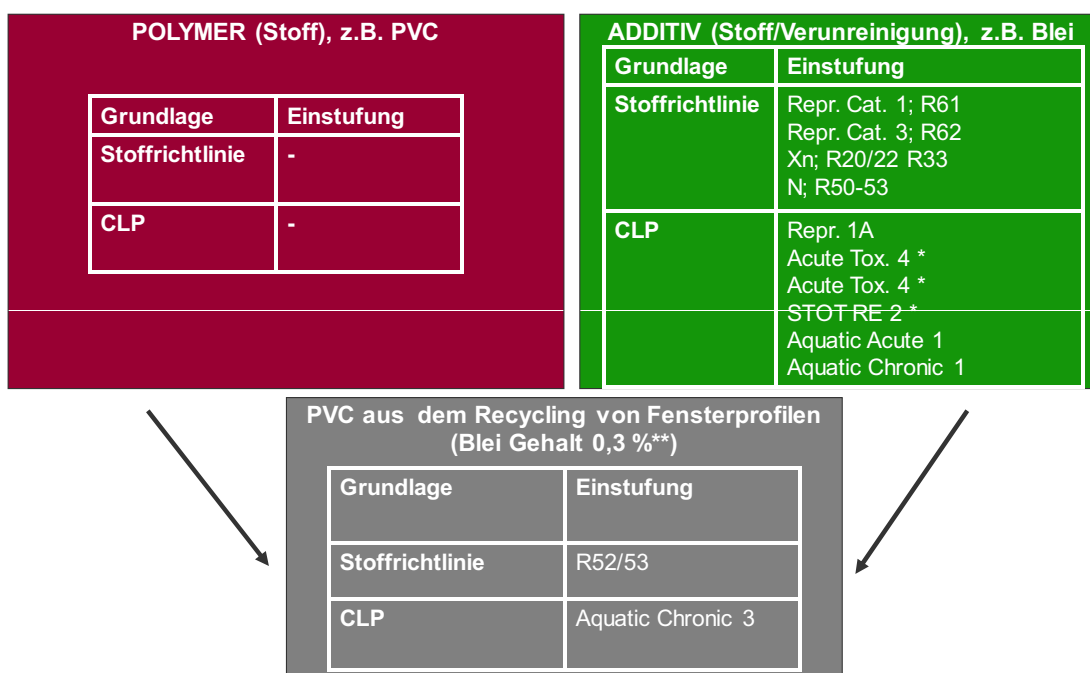 POLYMER (Stoff), z.B. PVC
Grundlage Einstufung
Stoffrichtlinie -
CLP -
ADDITIV (Stoff/Verunreinigung), z.B. Blei
Grundlage Einstufung
Stoffrichtlinie Repr. Cat. 1; R61
Repr. Cat. 3; R62
Xn; R20/22 R33
N; R50-53
CLP Repr. 1A
Acute Tox. 4 *
Acute Tox. 4 *
STOT RE 2 *
Aquatic Acute 1
Aquatic Chronic 1
PVC aus dem Recycling von Fensterprofilen
(Blei Gehalt 0,3 %**)
Grundlage Einstufung
Stoffrichtlinie R52/53
CLP Aquatic Chronic 3